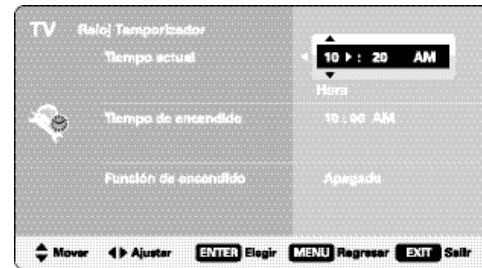 TV Reloj Temporizador
Tiempo actual 10 : 20 AM
Hora
Tiempo de encendido 10 : 00 AM
Función de encendido Apagado
Mover Ajustar ENTER Elegir MENU Regresar EXIT Salir